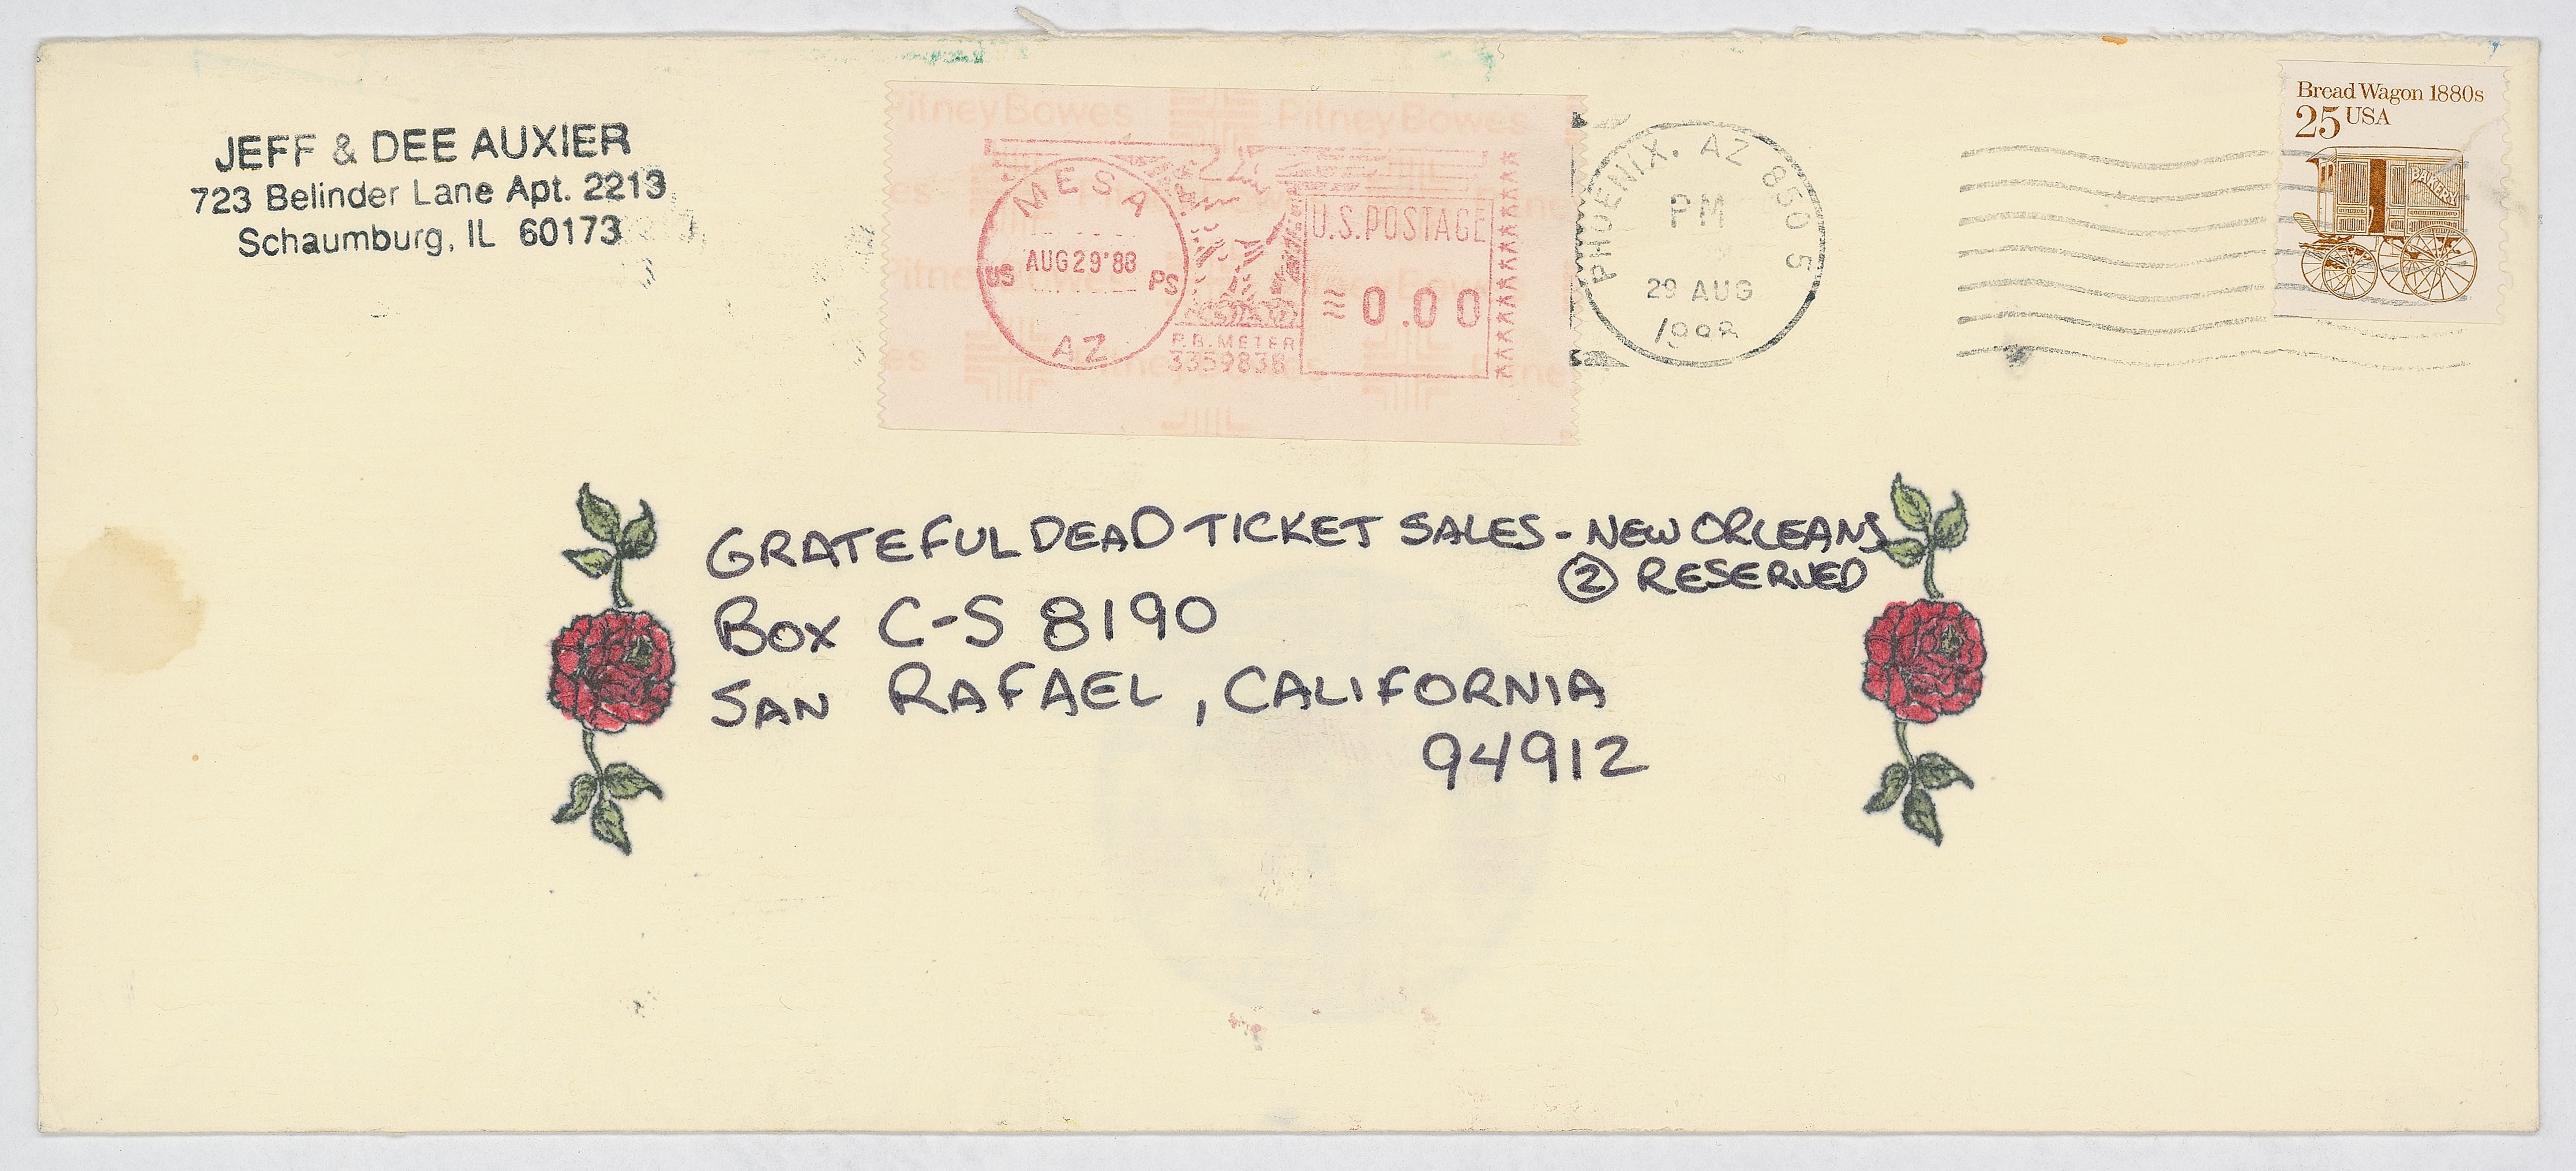 JEFF & DEE AUXIER
723 Belinder Lane Apt. 2213
Schaumburg, IL 60173
PitneyBowes PitneyBowes
MESA
AUG 29 '88
US PS
AZ
P.B. METER
3359838
U.S. POSTAGE
≈0.00
PHOENIX, AZ 850
PM
29 AUG
Bread Wagon 1880s
25 USA
BAKERY
GRATEFUL DEAD TICKET SALES - NEW ORLEANS
② RESERVED
Box C-S 8190
SAN RAFAEL, CALIFORNIA
94912